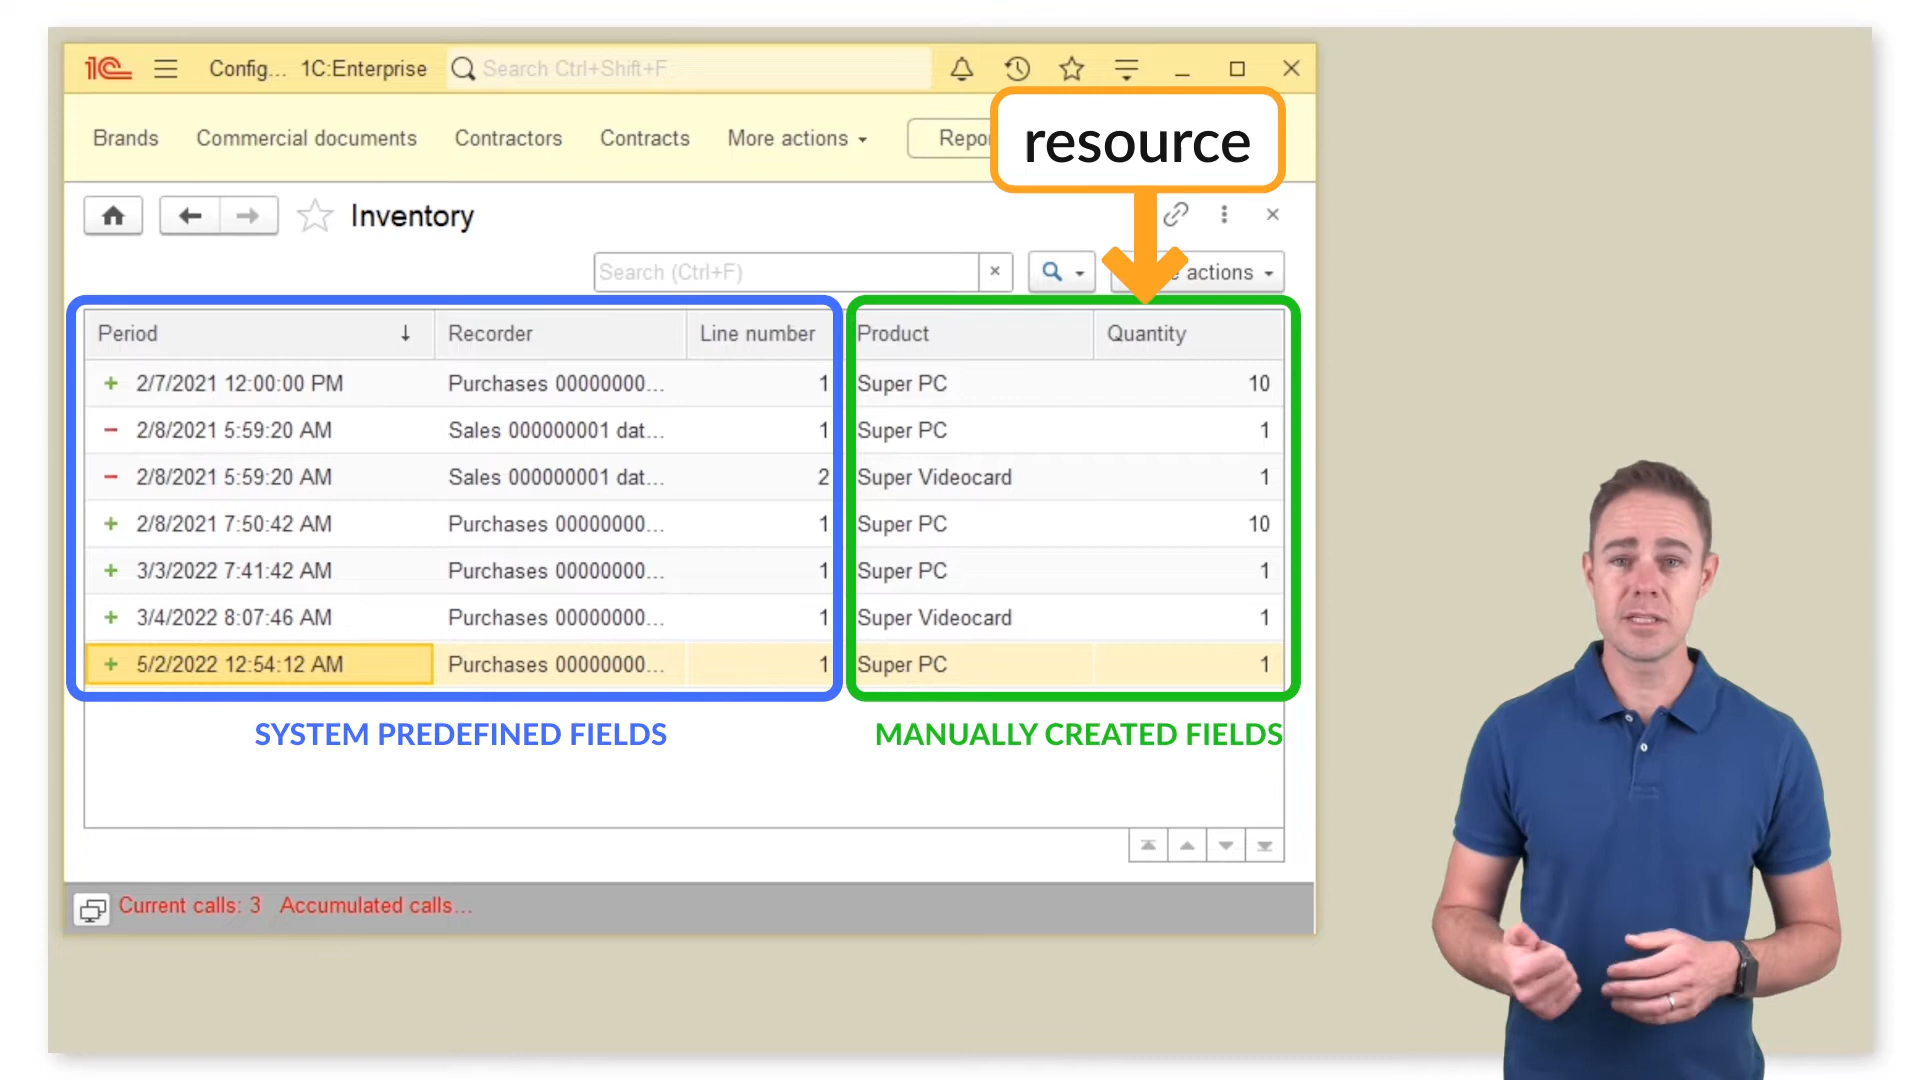 1C Config... 1C:Enterprise Search Ctrl+Shift+F
Brands Commercial documents Contractors Contracts More actions Repo
resource
Inventory
Search (Ctrl+F) × e actions
Period ↓ Recorder Line number Product Quantity
+ 2/7/2021 12:00:00 PM Purchases 00000000... 1 Super PC 10
− 2/8/2021 5:59:20 AM Sales 000000001 dat... 1 Super PC 1
− 2/8/2021 5:59:20 AM Sales 000000001 dat... 2 Super Videocard 1
+ 2/8/2021 7:50:42 AM Purchases 00000000... 1 Super PC 10
+ 3/3/2022 7:41:42 AM Purchases 00000000... 1 Super PC 1
+ 3/4/2022 8:07:46 AM Purchases 00000000... 1 Super Videocard 1
+ 5/2/2022 12:54:12 AM Purchases 00000000... 1 Super PC 1
SYSTEM PREDEFINED FIELDS MANUALLY CREATED FIELDS
Current calls: 3 Accumulated calls...